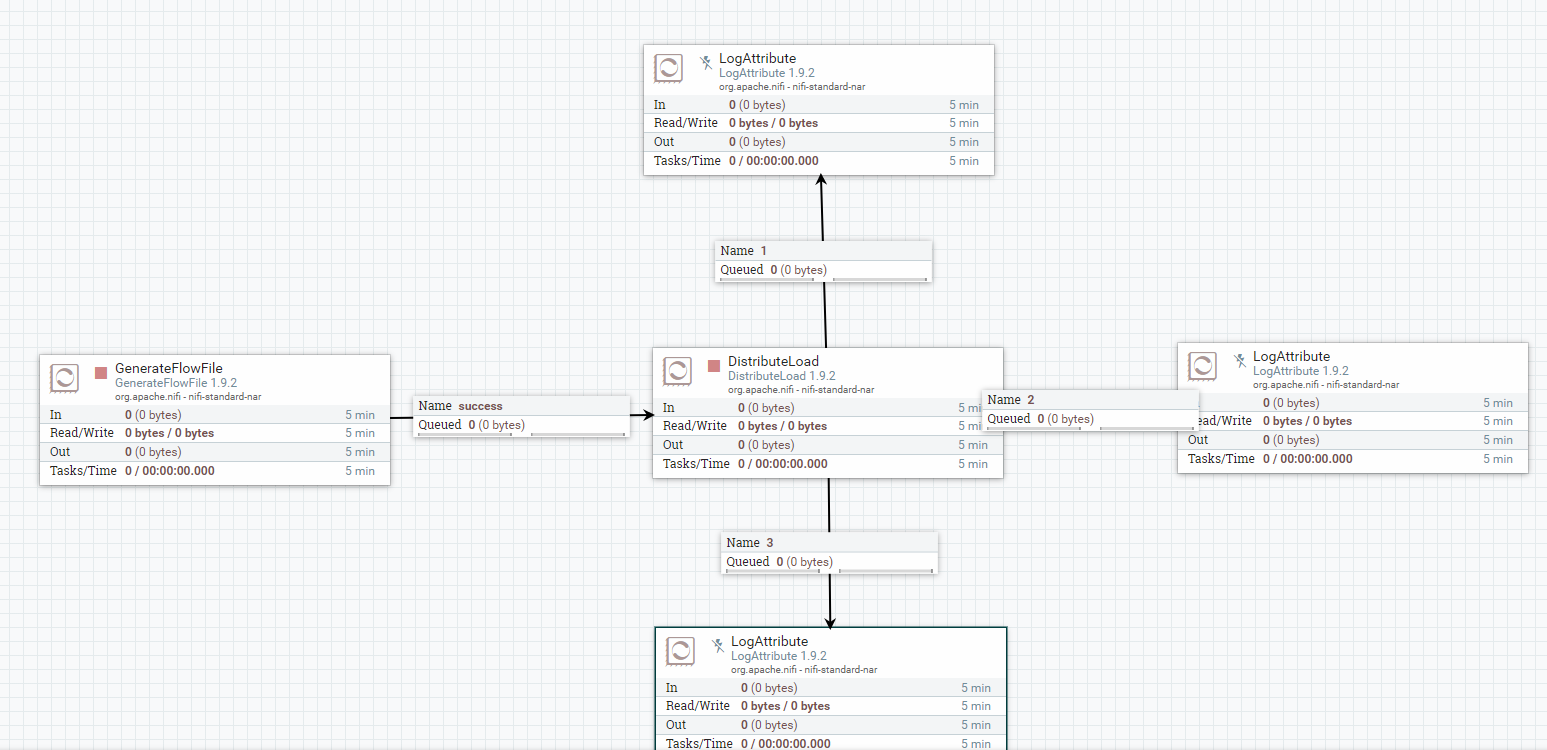 LogAttribute
LogAttribute 1.9.2
org.apache.nifi - nifi-standard-nar
In 0 (0 bytes) 5 min
Read/Write 0 bytes / 0 bytes 5 min
Out 0 (0 bytes) 5 min
Tasks/Time 0 / 00:00:00.000 5 min
Name 1
Queued 0 (0 bytes)
GenerateFlowFile
GenerateFlowFile 1.9.2
org.apache.nifi - nifi-standard-nar
In 0 (0 bytes) 5 min
Read/Write 0 bytes / 0 bytes 5 min
Out 0 (0 bytes) 5 min
Tasks/Time 0 / 00:00:00.000 5 min
Name success
Queued 0 (0 bytes)
DistributeLoad
DistributeLoad 1.9.2
org.apache.nifi - nifi-standard-nar
In 0 (0 bytes) 5 mi
Read/Write 0 bytes / 0 bytes 5 mi
Out 0 (0 bytes) 5 min
Tasks/Time 0 / 00:00:00.000 5 min
Name 2
Queued 0 (0 bytes)
LogAttribute
LogAttribute 1.9.2
org.apache.nifi - nifi-standard-nar
0 (0 bytes) 5 min
ead/Write 0 bytes / 0 bytes 5 min
Out 0 (0 bytes) 5 min
Tasks/Time 0 / 00:00:00.000 5 min
Name 3
Queued 0 (0 bytes)
LogAttribute
LogAttribute 1.9.2
org.apache.nifi - nifi-standard-nar
In 0 (0 bytes) 5 min
Read/Write 0 bytes / 0 bytes 5 min
Out 0 (0 bytes) 5 min
Tasks/Time 0 / 00:00:00.000 5 min